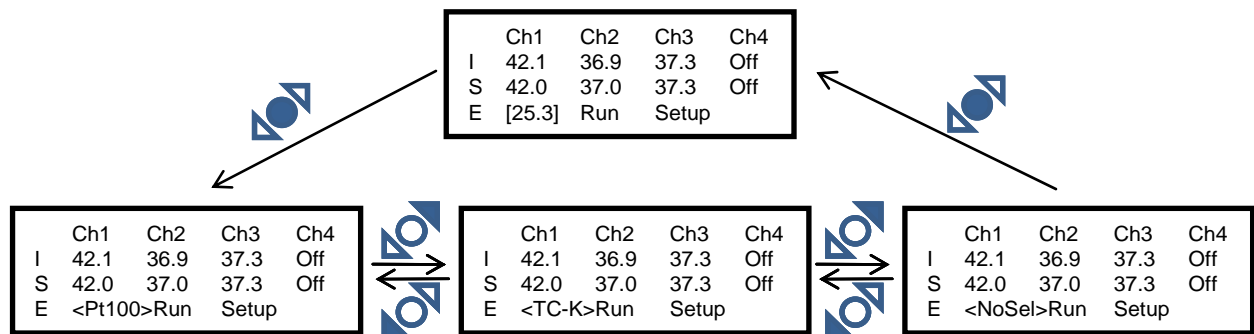 Ch1 Ch2 Ch3 Ch4
I 42.1 36.9 37.3 Off
S 42.0 37.0 37.3 Off
E [25.3] Run Setup
Ch1 Ch2 Ch3 Ch4
I 42.1 36.9 37.3 Off
S 42.0 37.0 37.3 Off
E <Pt100>Run Setup
Ch1 Ch2 Ch3 Ch4
I 42.1 36.9 37.3 Off
S 42.0 37.0 37.3 Off
E <TC-K>Run Setup
Ch1 Ch2 Ch3 Ch4
I 42.1 36.9 37.3 Off
S 42.0 37.0 37.3 Off
E <NoSel>Run Setup